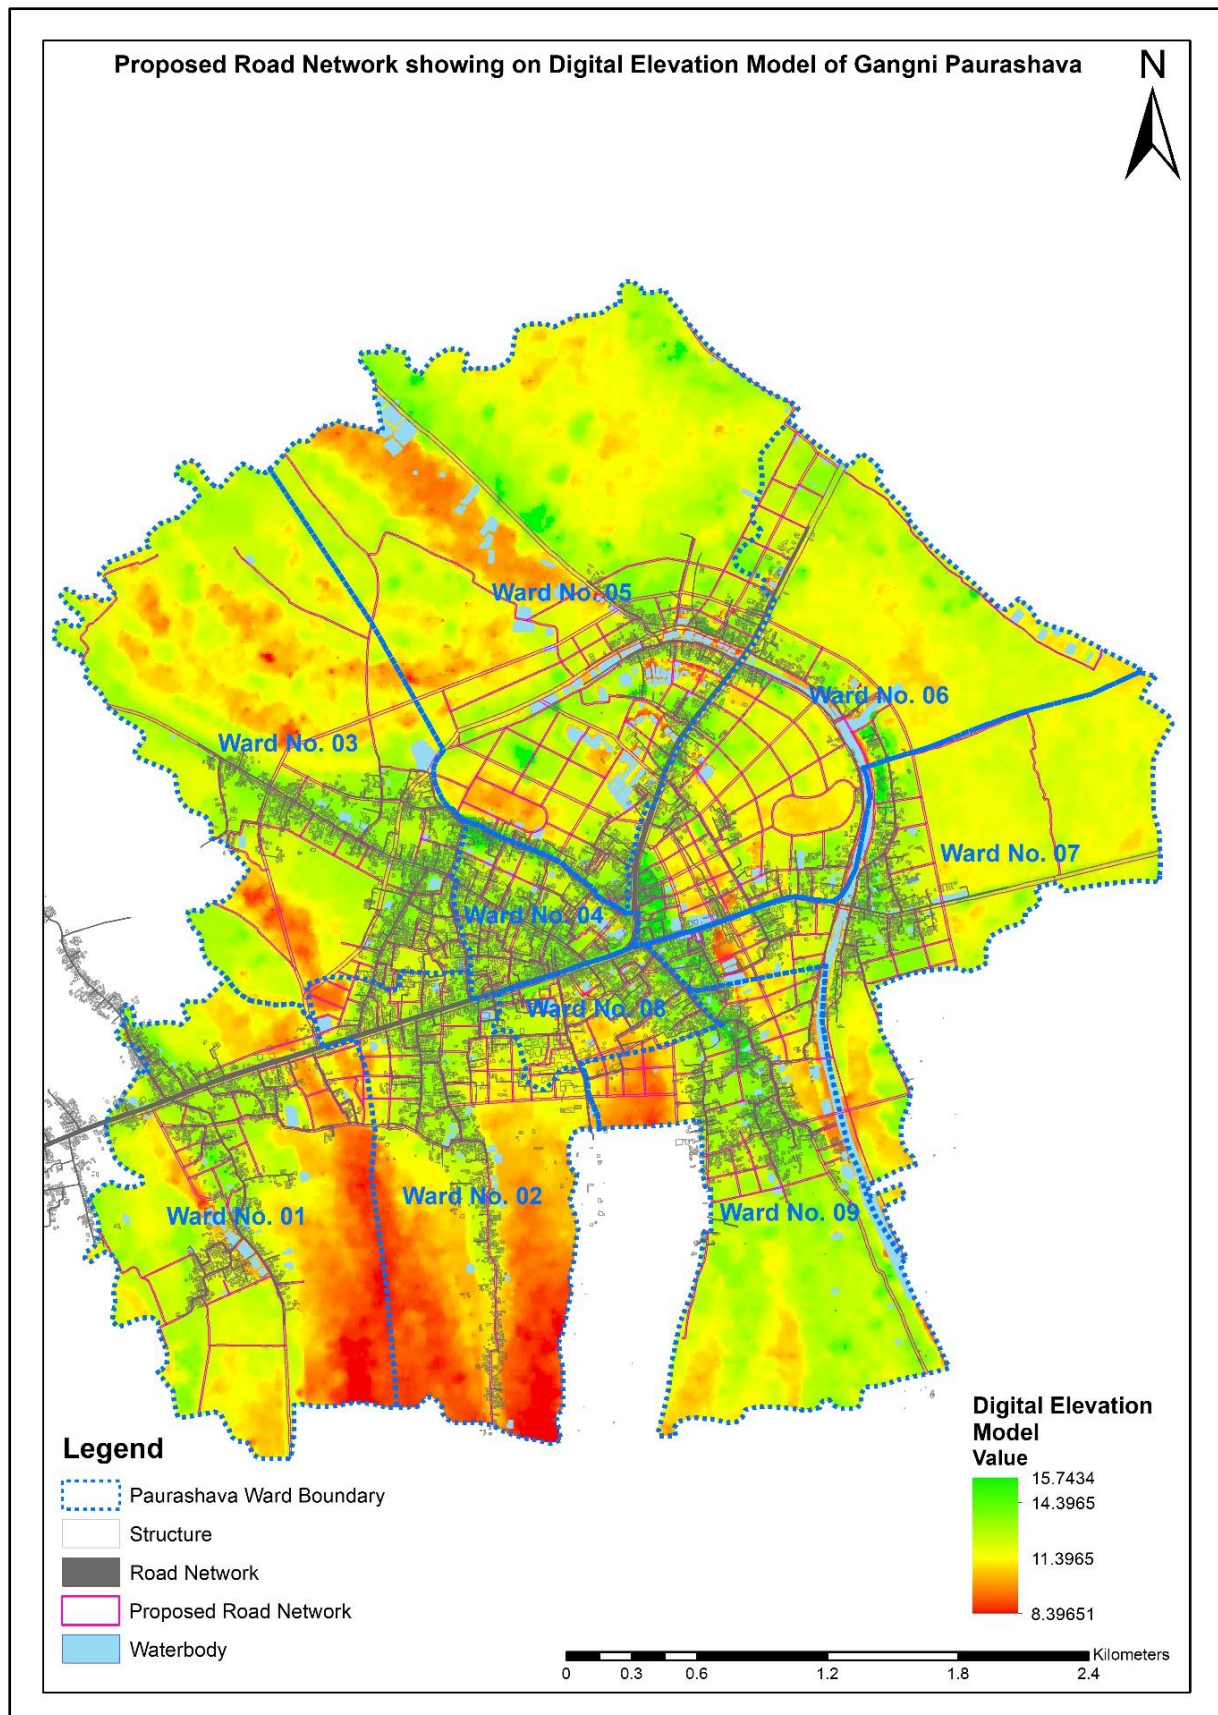 Proposed Road Network showing on Digital Elevation Model of Gangni Paurashava
N
Ward No. 05
Ward No. 06
Ward No. 03
Ward No. 07
Ward No. 04
Ward No. 08
Ward No. 02
Ward No. 01
Ward No. 09
Legend
Paurashava Ward Boundary
Structure
Road Network
Proposed Road Network
Waterbody
Digital Elevation
Model
Value
15.7434
14.3965
11.3965
8.39651
Kilometers
0 0.3 0.6 1.2 1.8 2.4